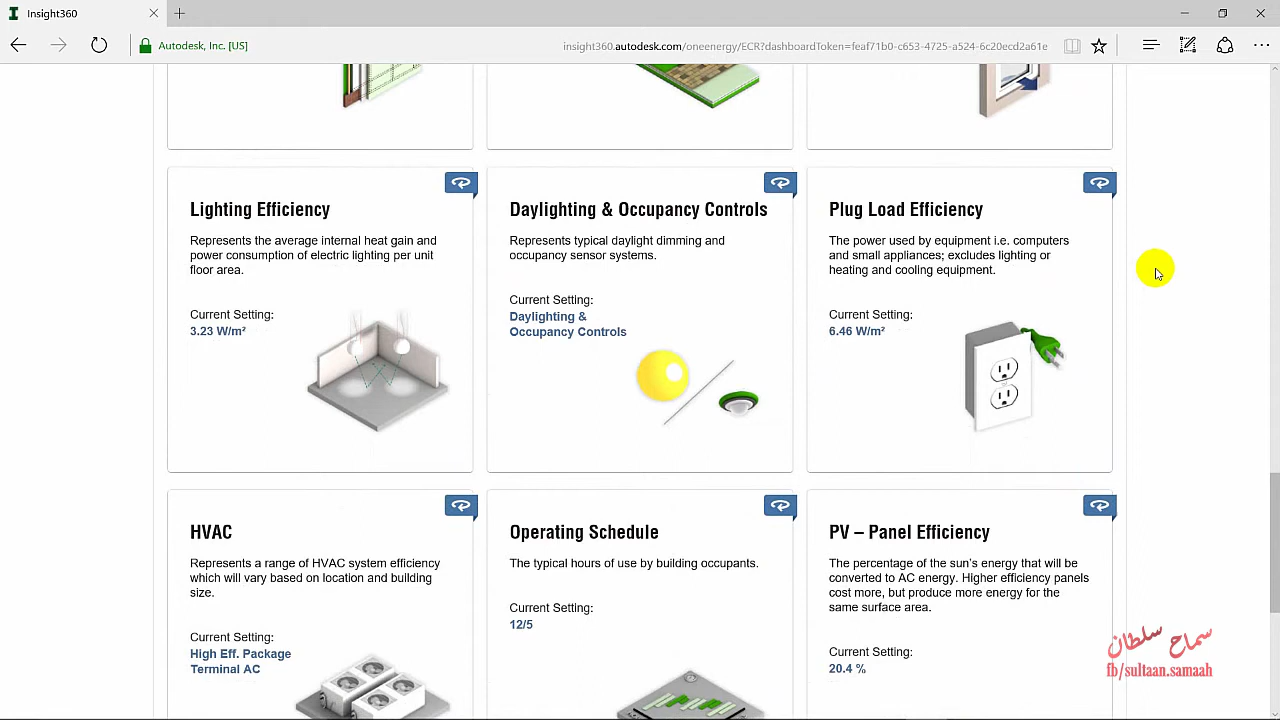 Insight360
Autodesk, Inc. [US]
insight360.autodesk.com/oneenergy/ECR?dashboardToken=feaf71b0-c653-4725-a524-6c20ecd2a61e
Lighting Efficiency
Represents the average internal heat gain and
power consumption of electric lighting per unit
floor area.
Current Setting:
3.23 W/m²
Daylighting & Occupancy Controls
Represents typical daylight dimming and
occupancy sensor systems.
Current Setting:
Daylighting &
Occupancy Controls
Plug Load Efficiency
The power used by equipment i.e. computers
and small appliances; excludes lighting or
heating and cooling equipment.
Current Setting:
6.46 W/m²
HVAC
Represents a range of HVAC system efficiency
which will vary based on location and building
size.
Current Setting:
High Eff. Package
Terminal AC
Operating Schedule
The typical hours of use by building occupants.
Current Setting:
12/5
PV – Panel Efficiency
The percentage of the sun's energy that will be
converted to AC energy. Higher efficiency panels
cost more, but produce more energy for the
same surface area.
Current Setting:
20.4 %
سماح سلطان
fb/sultaan.samaah